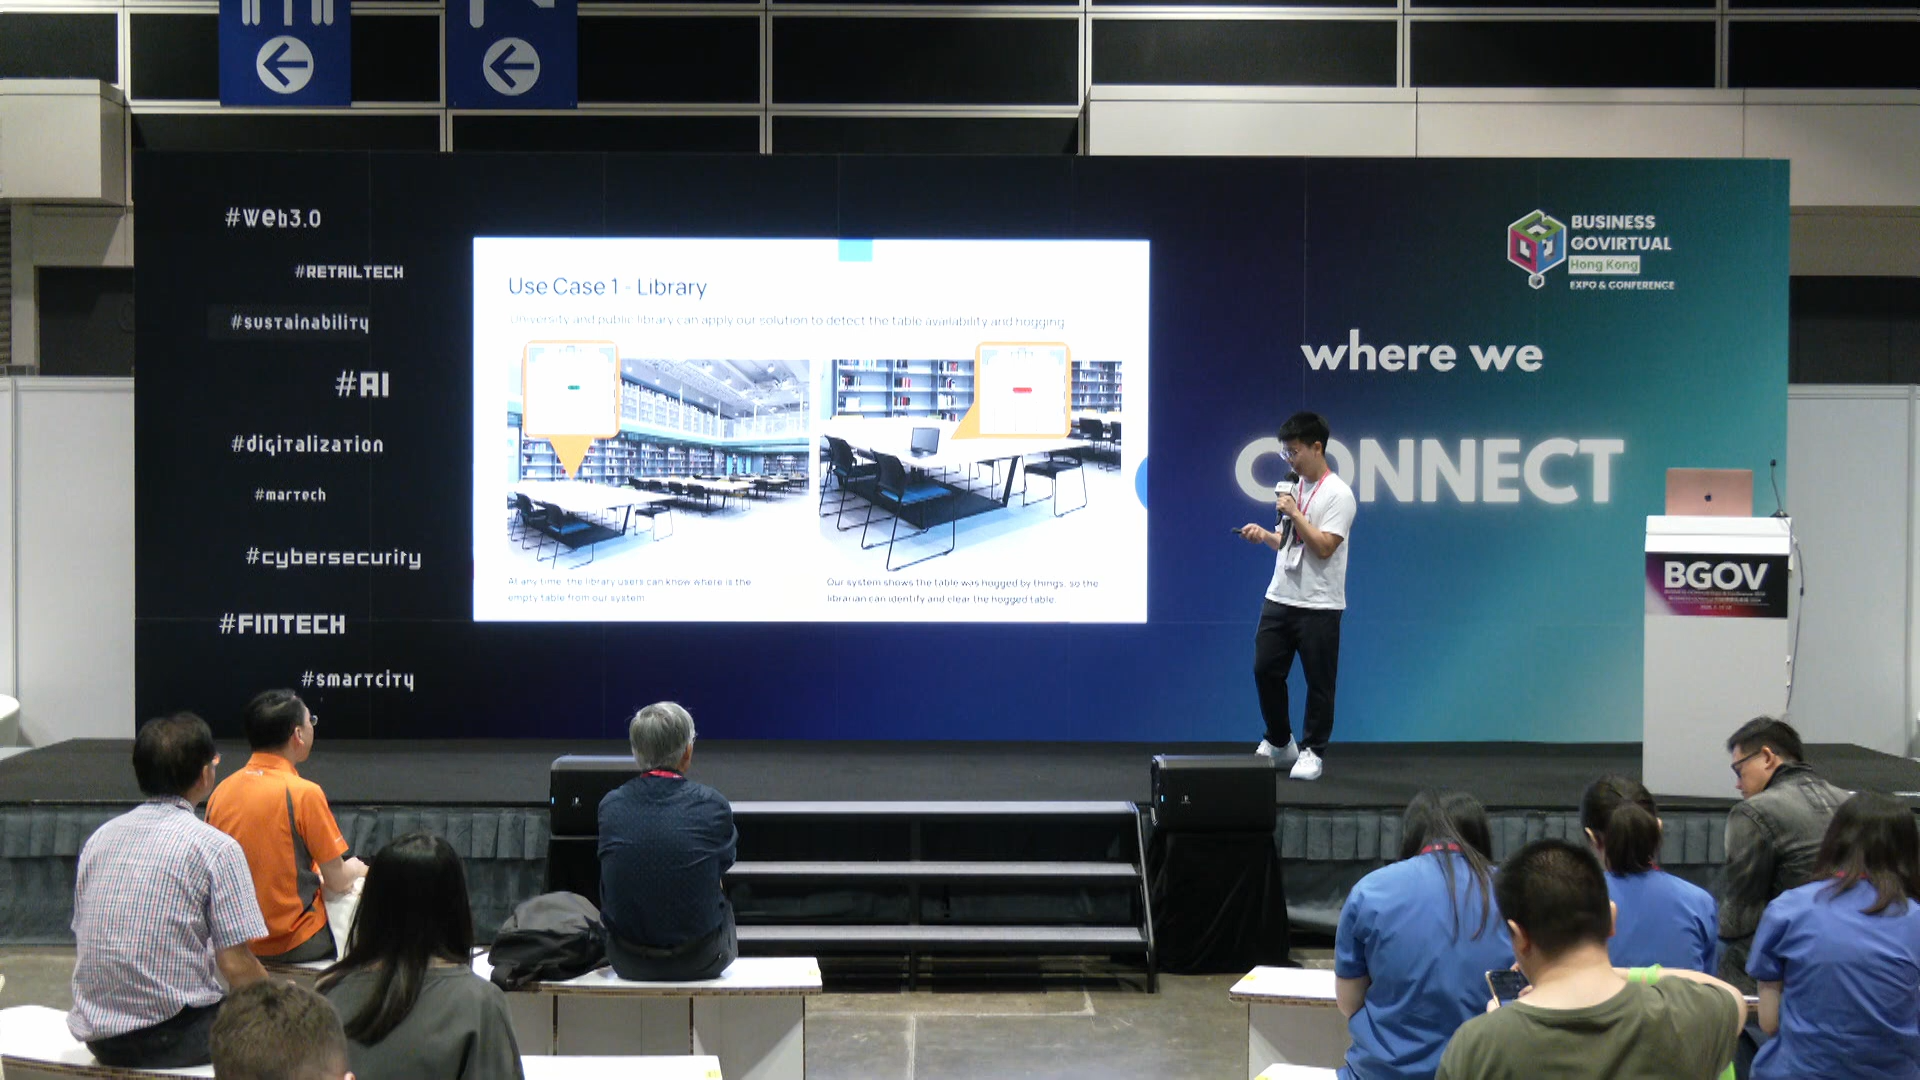 #Web3.0
#RETAILTECH
#sustainability
#AI
#digitalization
#martech
#cybersecurity
#FINTECH
#smartcity
Use Case 1 - Library
University and public library can apply our solution to detect the table availability and hogging.
At any time, the library users can know where is the
empty table from our system.
Our system shows the table was hogged by things, so the
librarian can identify and clear the hogged table.
BUSINESS
GOVIRTUAL
Hong Kong
EXPO & CONFERENCE
where we
CONNECT
BGOV